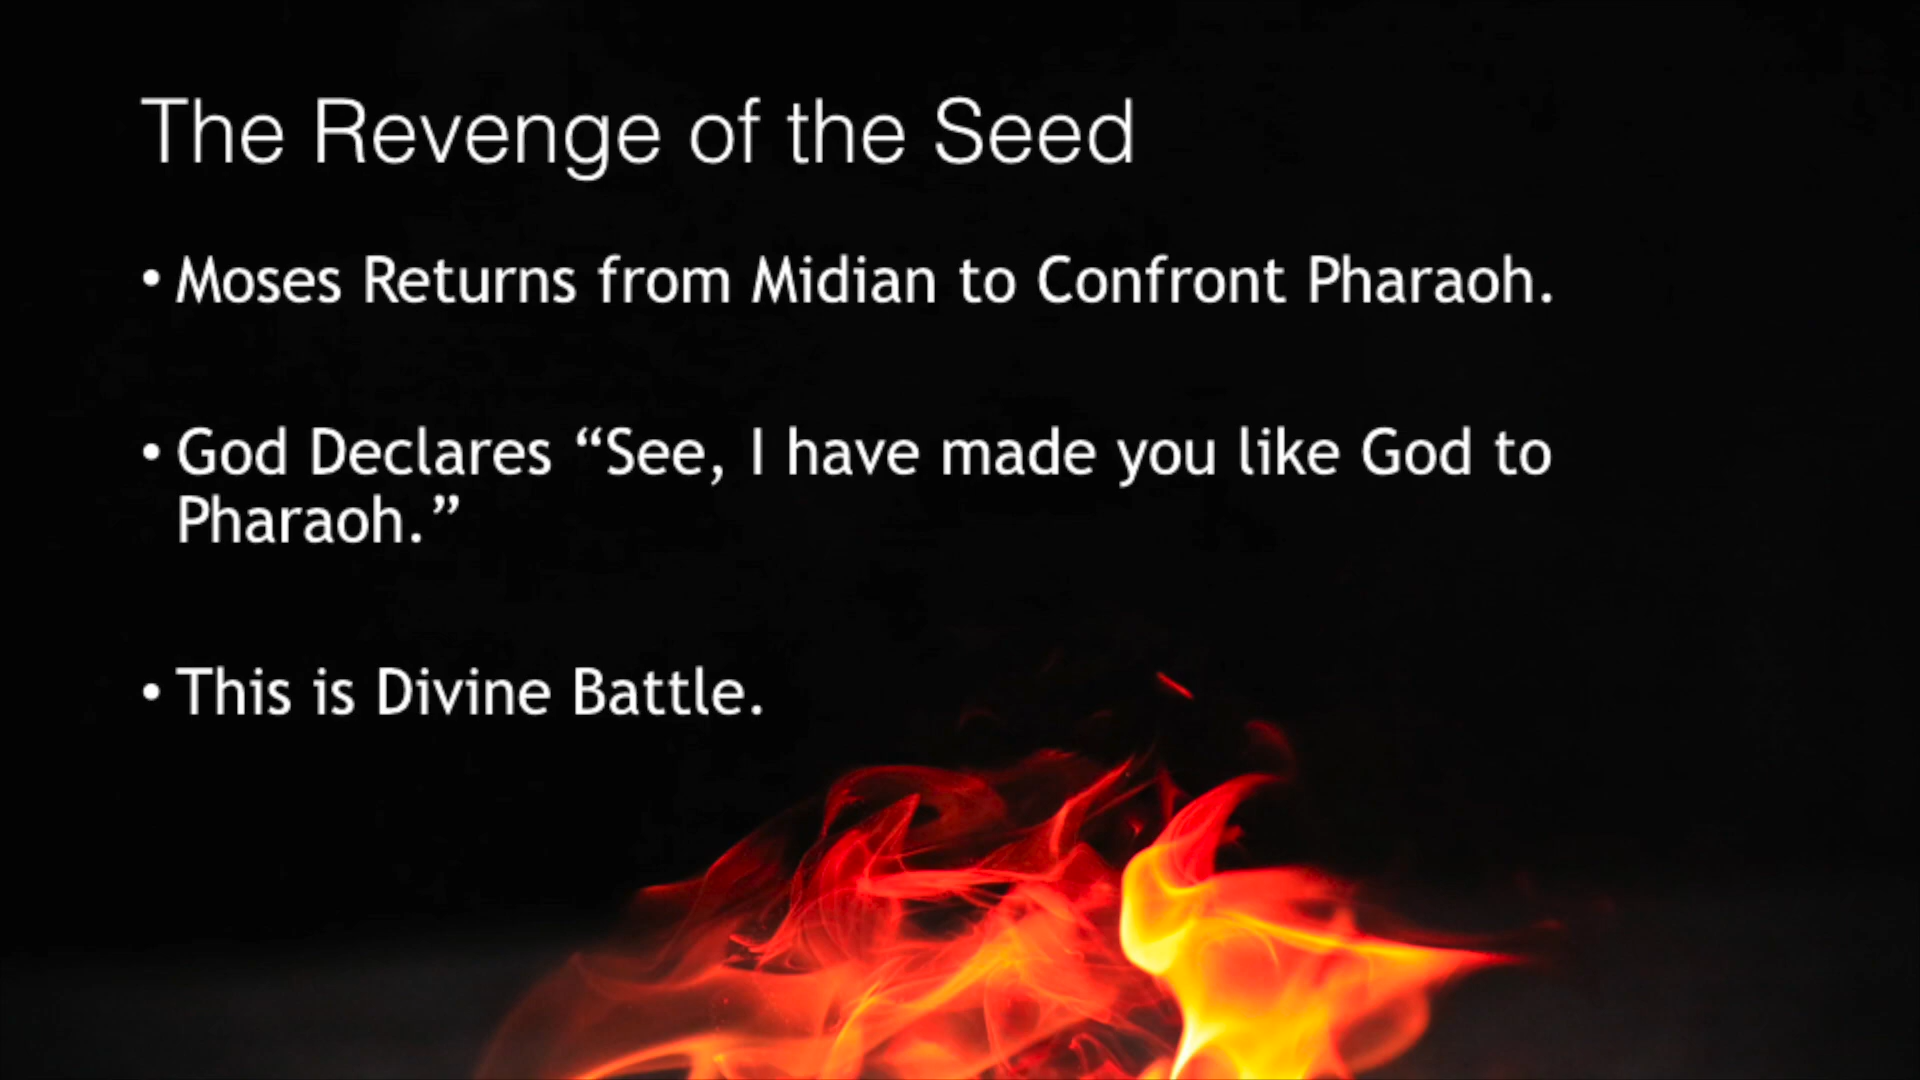 The Revenge of the Seed
• Moses Returns from Midian to Confront Pharaoh.
• God Declares “See, I have made you like God to
Pharaoh.”
• This is Divine Battle.